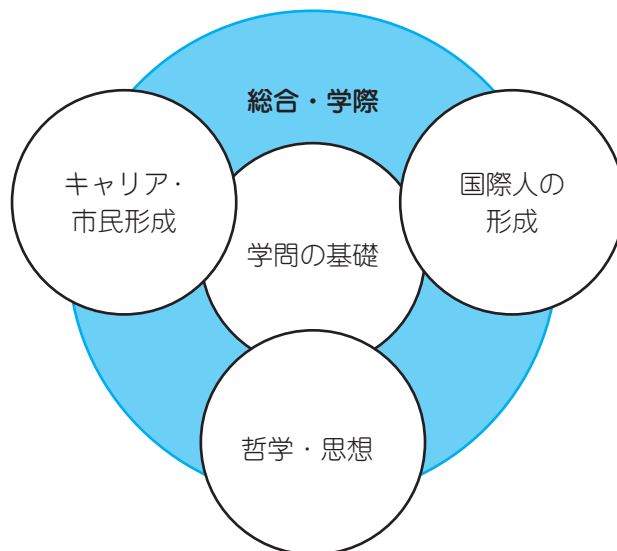 総合・学際
キャリア・
市民形成
国際人の
形成
学問の基礎
哲学・思想